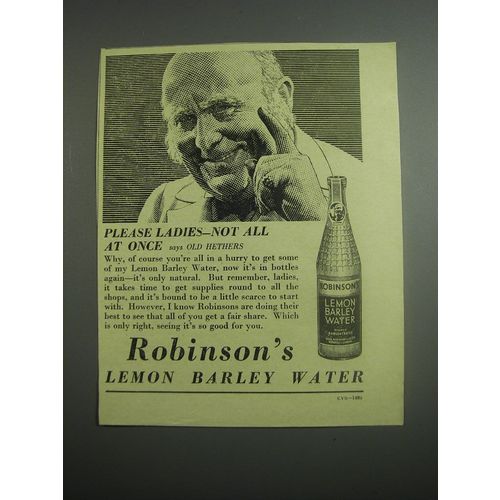 PLEASE LADIES—NOT ALL
AT ONCE says OLD HETHERS
Why, of course you're all in a hurry to get some
of my Lemon Barley Water, now it's in bottles
again—it's only natural. But remember, ladies,
it takes time to get supplies round to all the
shops, and it's bound to be a little scarce to start
with. However, I know Robinsons are doing their
best to see that all of you get a fair share. Which
is only right, seeing it's so good for you.
ROBINSON'S
LEMON
BARLEY
WATER
Robinson's
LEMON BARLEY WATER